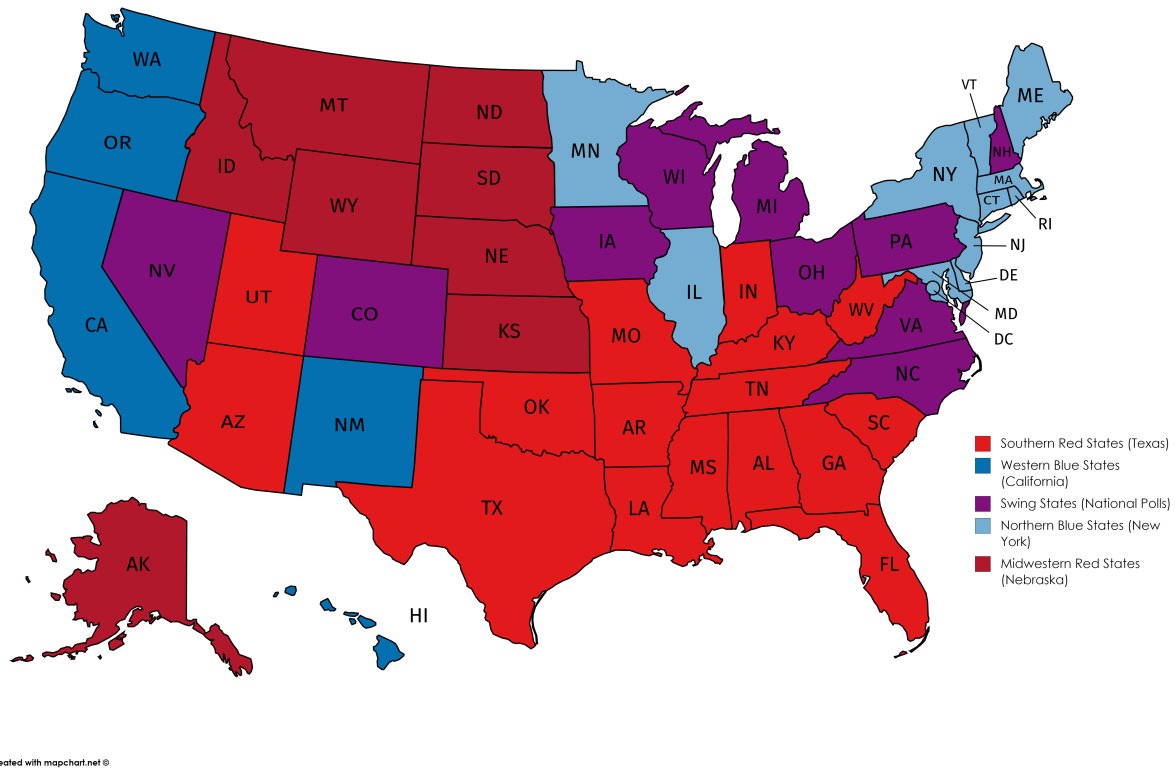 WA
MT
ND
OR
ID
SD
MN
WI
MI
VT
ME
NH
NY
MA
CT
RI
WY
NE
IA
PA
NJ
NV
UT
CO
KS
IL
IN
OH
WV
VA
DE
MD
DC
CA
MO
KY
NC
AZ
NM
OK
AR
TN
SC
TX
LA
MS
AL
GA
FL
AK
HI
Southern Red States (Texas)
Western Blue States
(California)
Swing States (National Polls)
Northern Blue States (New
York)
Midwestern Red States
(Nebraska)
eated with mapchart.net ©